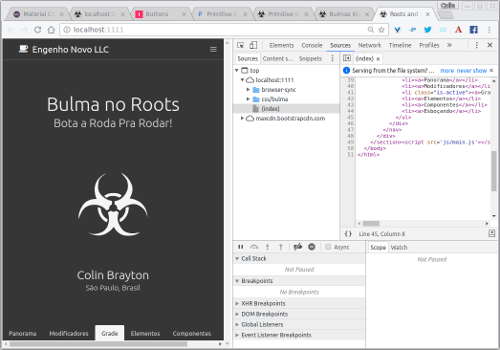 Material C
localhost:
Buttons
Primitive
localhost:
Primitive
Bulmas W
Roots and
Colin
localhost:1111
Engenho Novo LLC
Bulma no Roots
Bota a Roda Pra Rodar!
Colin Brayton
São Paulo, Brasil
Panorama Modificadores Grade Elementos Componentes
Elements Console Sources Network Timeline Profiles »
Sources Content s... Snippets
(index)
top
localhost:1111
browser-sync
css/bulma
(index)
maxcdn.bootstrapcdn.com
Serving from the file system? ... more never show
39 <li><a>Panorama</a></li>
40 <li><a>Modificadores</a></li>
41 <li class="is-active"><a>Gra
42 <li><a>Elementos</a></li>
43 <li><a>Componentes</a></li>
44 <li><a>Esboçando</a></li>
45 </ul>
46 </div>
47 </nav>
48 </div>
49 </section><script src='js/main.js'></s
50 </body>
51 </html>
{} Line 45, Column 8
Async
Call Stack
Not Paused
Breakpoints
No Breakpoints
XHR Breakpoints
DOM Breakpoints
Global Listeners
Event Listener Breakpoints
Scope Watch
Not Paused